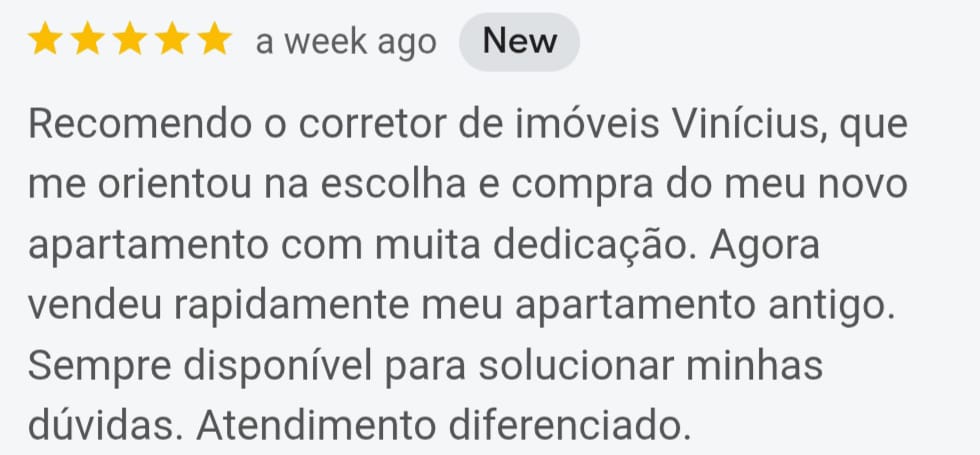 a week ago New
Recomendo o corretor de imóveis Vinícius, que
me orientou na escolha e compra do meu novo
apartamento com muita dedicação. Agora
vendeu rapidamente meu apartamento antigo.
Sempre disponível para solucionar minhas
dúvidas. Atendimento diferenciado.